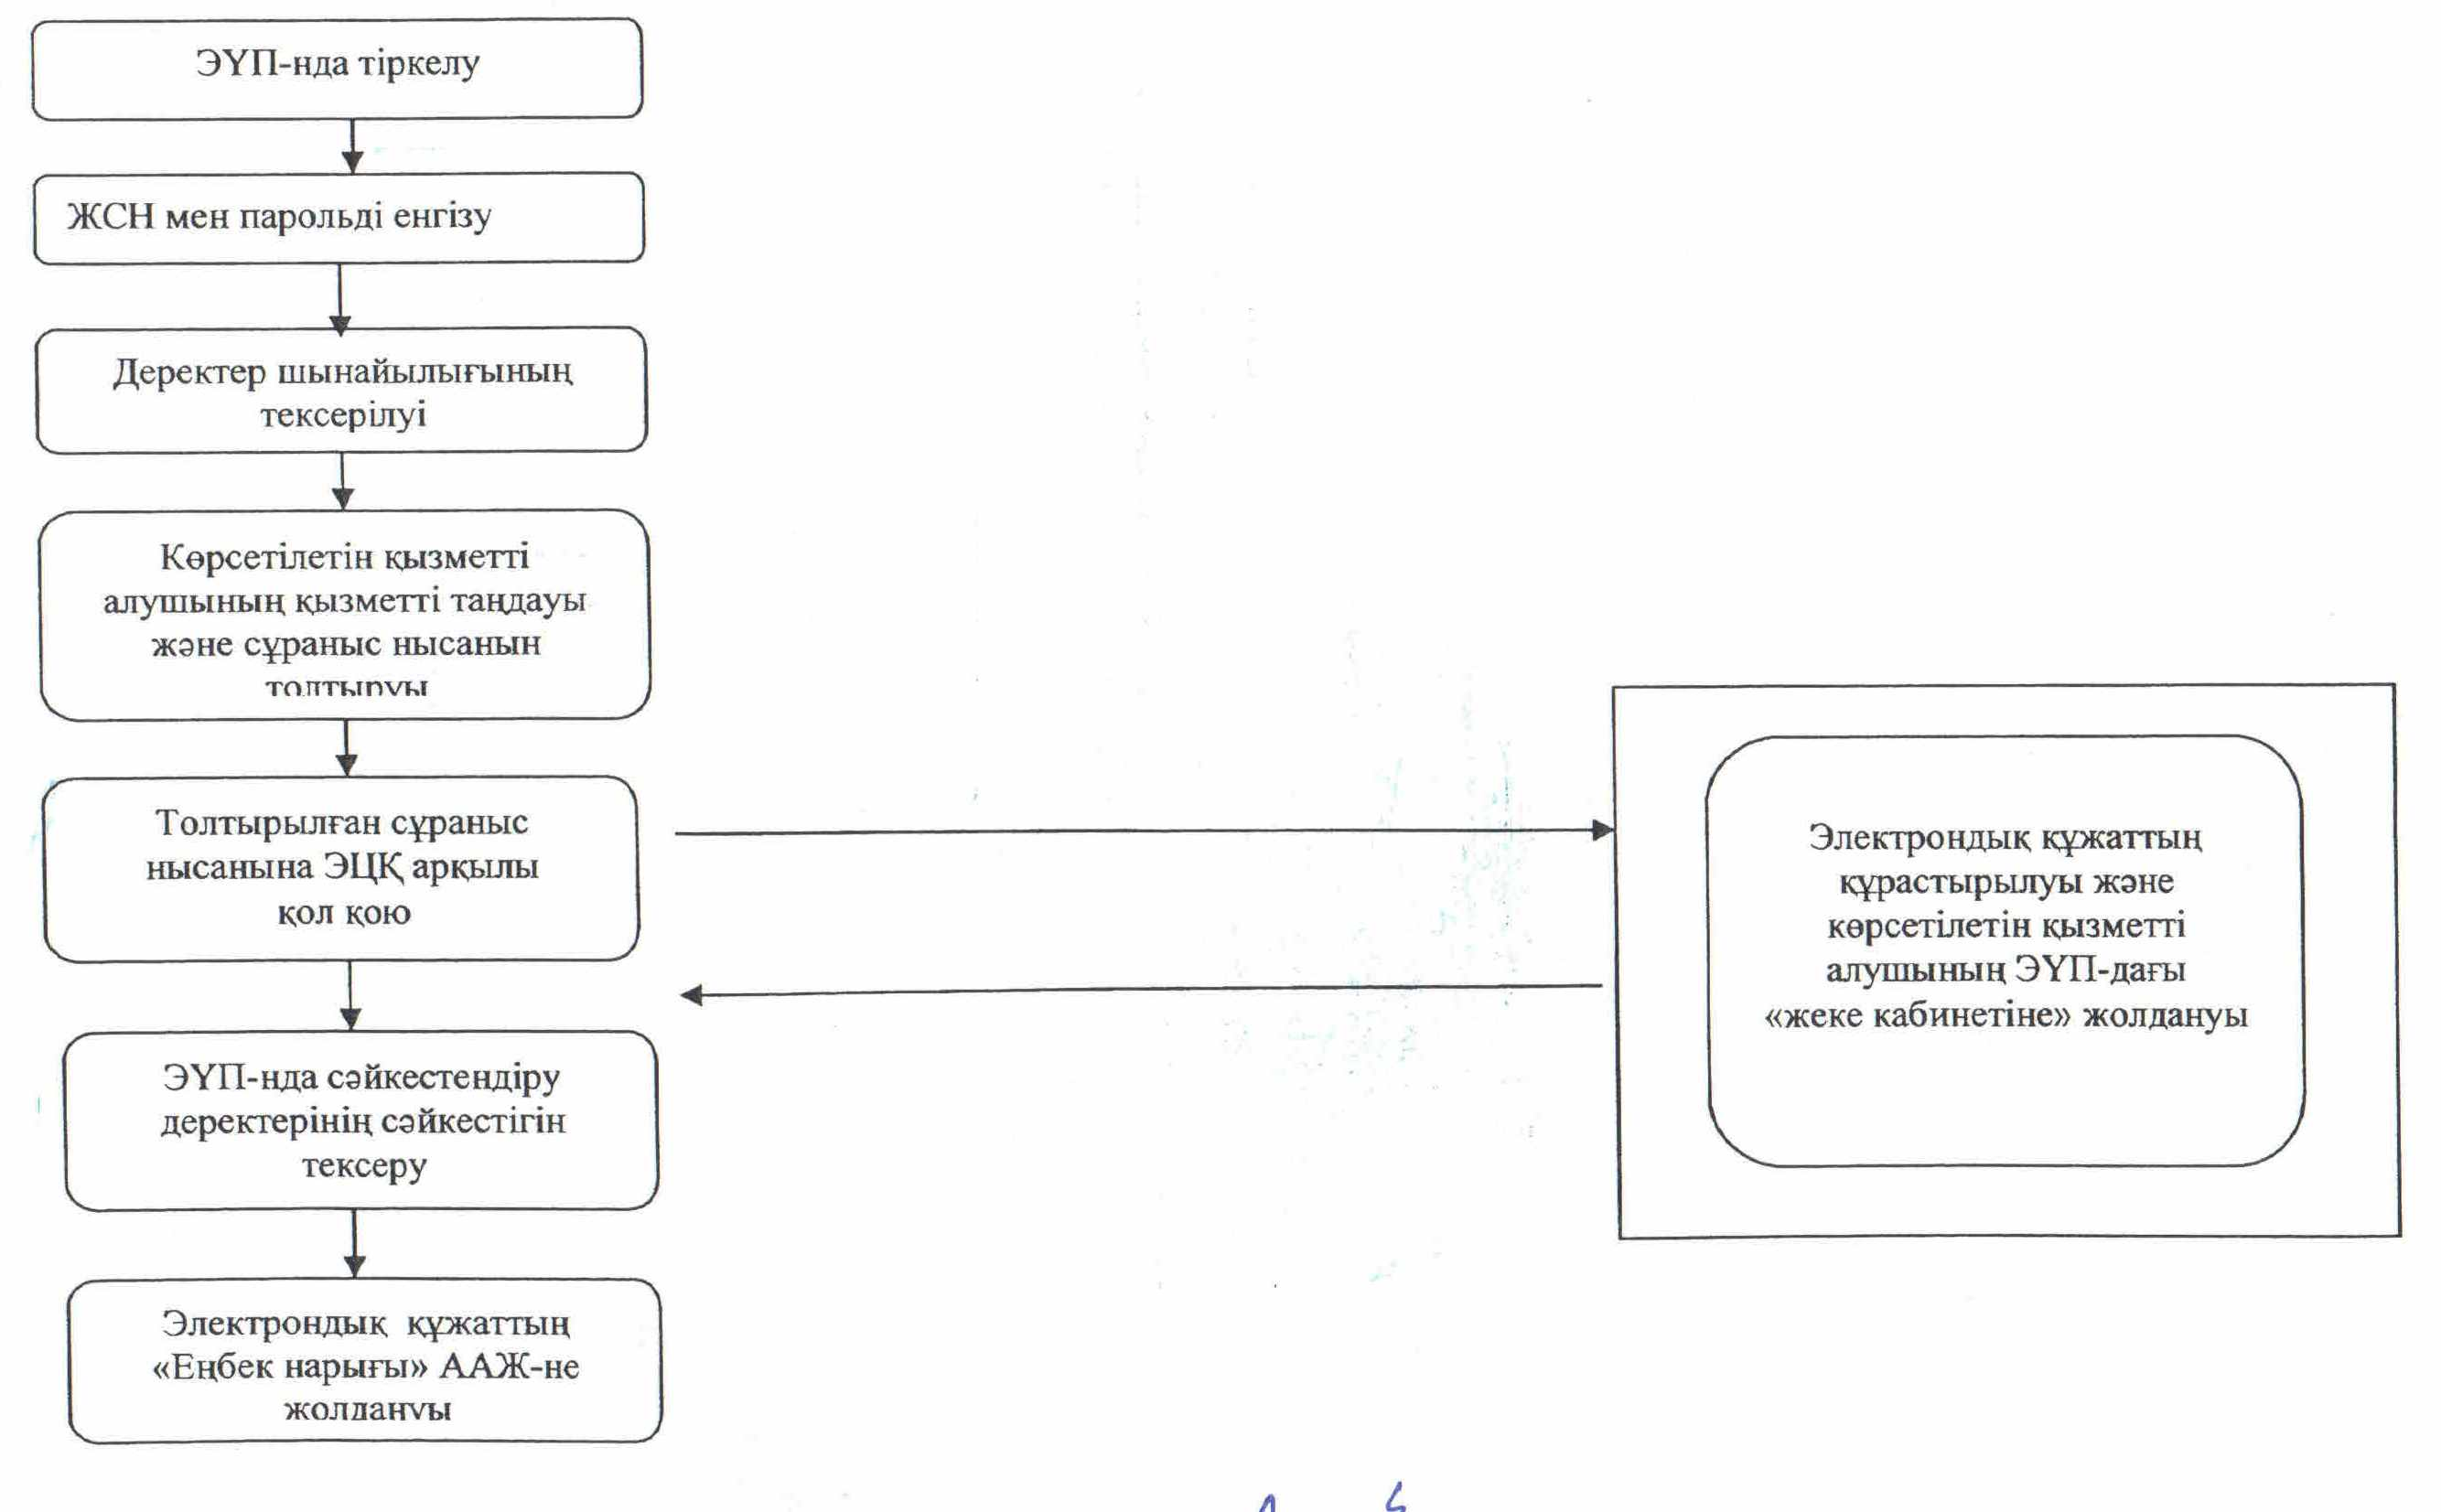 ЭҮП-нда тіркелу
ЖСН мен парольді енгізу
Деректер шынайылығының
тексерілуі
Көрсетілетін қызметті
алушының қызметті таңдауы
және сұраныс нысанын
толтыруы
Толтырылған сұраныс
нысанына ЭЦҚ арқылы
қол қою
ЭҮП-нда сәйкестендіру
деректерінің сәйкестігін
тексеру
Электрондық құжаттың
«Еңбек нарығы» ААЖ-не
жолдануы
Электрондық құжаттың
құрастырылуы және
көрсетілетін қызметті
алушының ЭҮП-дағы
«жеке кабинетіне» жолдануы